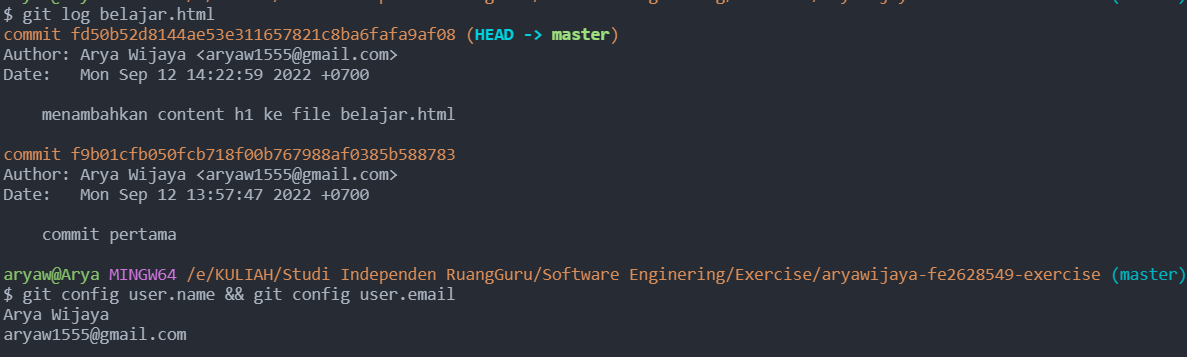 $ git log belajar.html
commit fd50b52d8144ae53e311657821c8ba6fafa9af08 (HEAD -> master)
Author: Arya Wijaya <aryaw1555@gmail.com>
Date:   Mon Sep 12 14:22:59 2022 +0700
    menambahkan content h1 ke file belajar.html
commit f9b01cfb050fcb718f00b767988af0385b588783
Author: Arya Wijaya <aryaw1555@gmail.com>
Date:   Mon Sep 12 13:57:47 2022 +0700
    commit pertama
aryaw@Arya MINGW64 /e/KULIAH/Studi Independen RuangGuru/Software Enginering/Exercise/aryawijaya-fe2628549-exercise (master)
$ git config user.name && git config user.email
Arya Wijaya
aryaw1555@gmail.com